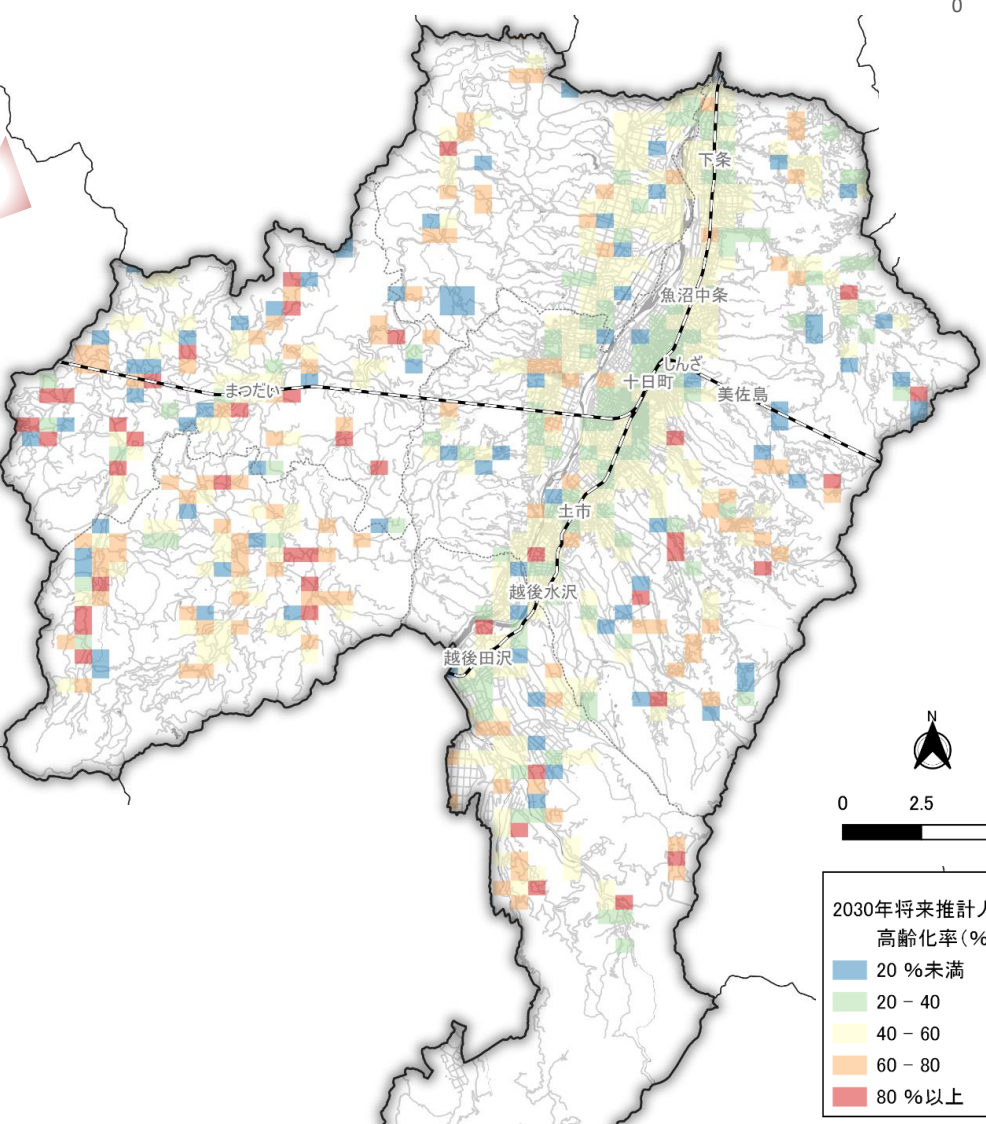 0
下条
魚沼中条
しんざ
十日町
美佐島
まつだい
土市
越後水沢
越後田沢
N
0 2.5
2030年将来推計人
高齢化率(%
20 %未満
20 - 40
40 - 60
60 - 80
80 %以上